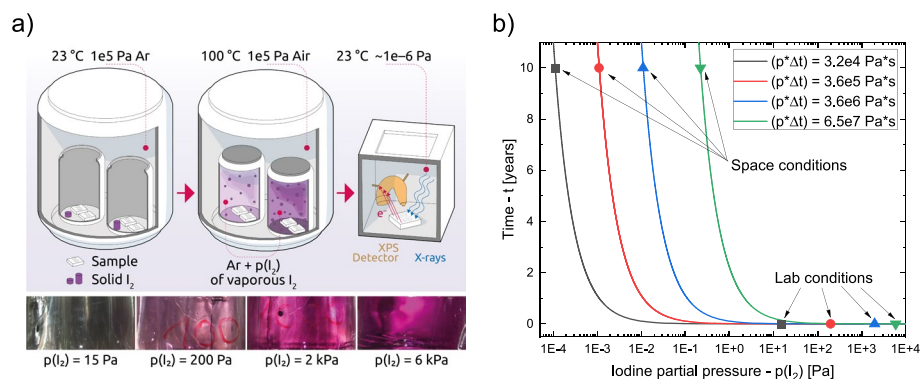 a)
23 °C 1e5 Pa Ar
100 °C 1e5 Pa Air
23 °C ~1e−6 Pa
e⁻
XPS
Detector
X-rays
Sample
Solid I₂
Ar + p(I₂)
of vaporous I₂
100
p(I₂) = 15 Pa
p(I₂) = 200 Pa
p(I₂) = 2 kPa
p(I₂) = 6 kPa
b)
(p*Δt) = 3.2e4 Pa*s
(p*Δt) = 3.6e5 Pa*s
(p*Δt) = 3.6e6 Pa*s
(p*Δt) = 6.5e7 Pa*s
Space conditions
Lab conditions
Time - t [years]
10
8
6
4
2
0
1E-4 1E-3 1E-2 1E-1 1E+0 1E+1 1E+2 1E+3 1E+4
Iodine partial pressure - p(I₂) [Pa]